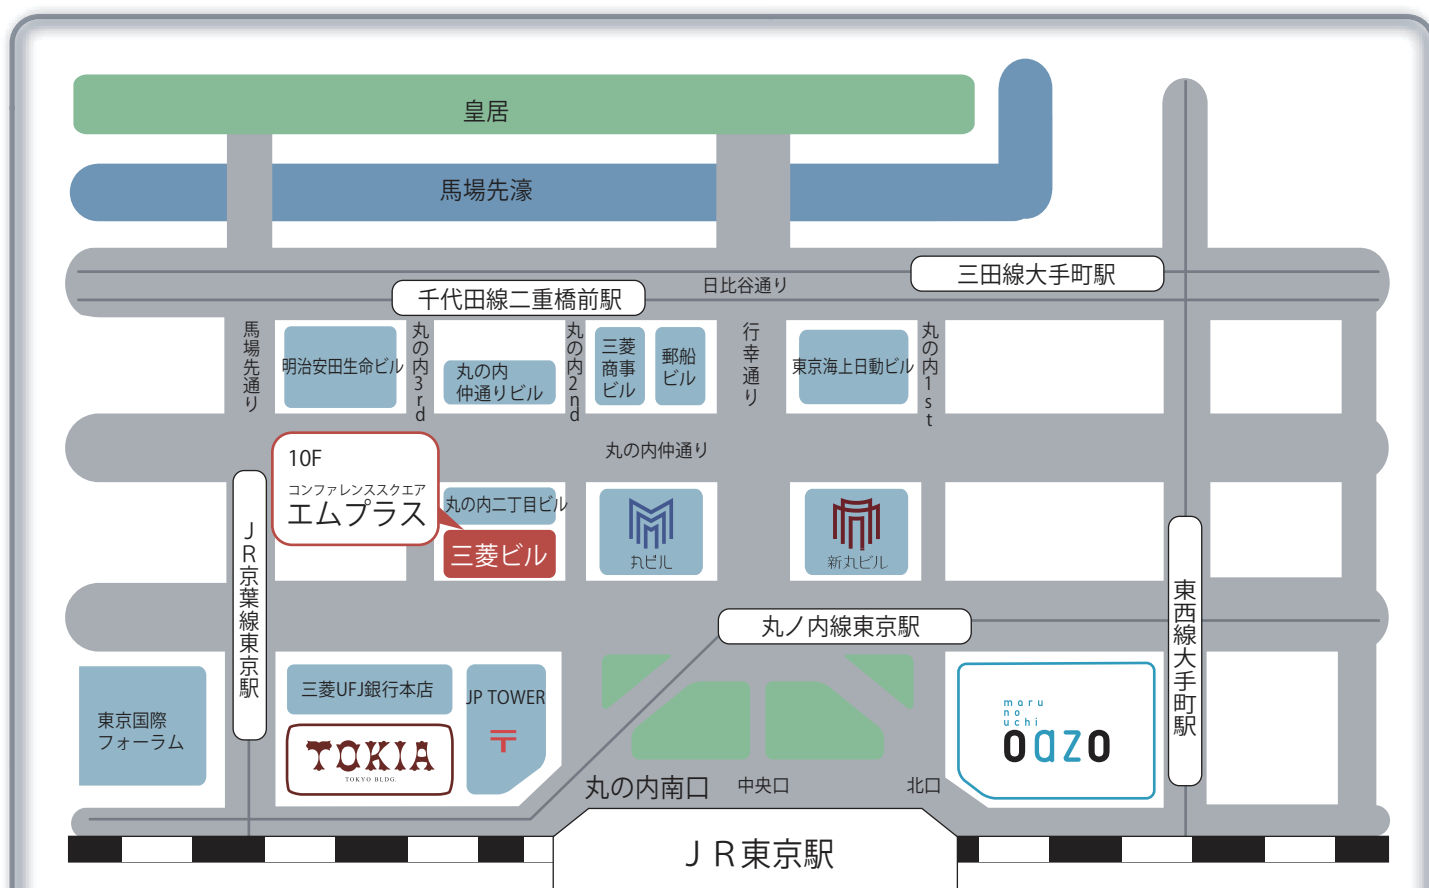 皇居
馬場先濠
三田線大手町駅
日比谷通り
千代田線二重橋前駅
馬場先通り
明治安田生命ビル
丸の内3rd
丸の内
仲通りビル
丸の内2nd
三菱
商事
ビル
郵船
ビル
行幸通り
東京海上日動ビル
丸の内1st
丸の内仲通り
10F
コンファレンススクエア
エムプラス
丸の内二丁目ビル
三菱ビル
丸ビル
新丸ビル
JR京葉線東京駅
東西線大手町駅
丸ノ内線東京駅
東京国際
フォーラム
三菱UFJ銀行本店
TOKIA
TOKYO BLDG.
JP TOWER
〒
maru
no
uchi
oazo
丸の内南口
中央口
北口
ＪＲ東京駅